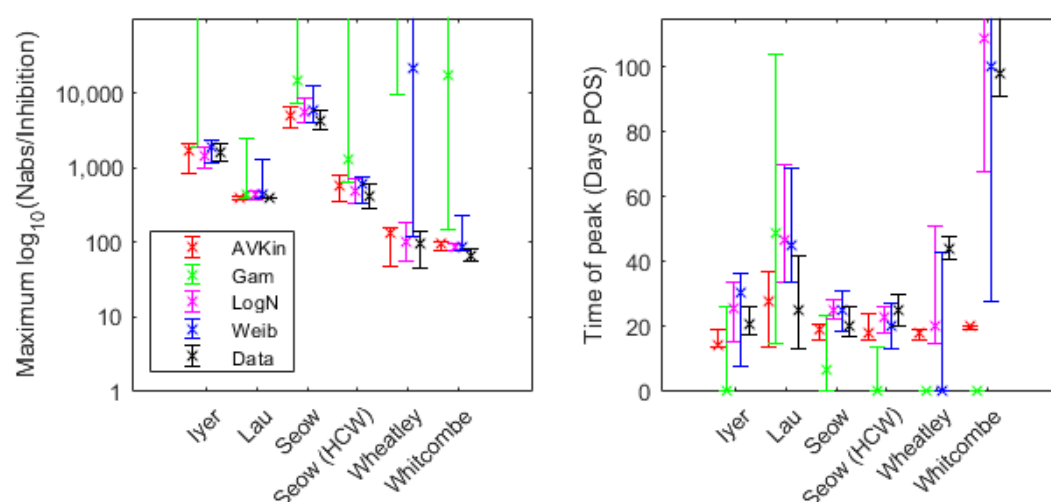 Maximum log10(Nabs/Inhibition)
10,000
1,000
100
10
1
AVKin
Gam
LogN
Weib
Data
Iyer
Lau
Seow
Seow (HCW)
Wheatley
Whitcombe
Time of peak (Days POS)
100
80
60
40
20
0
Iyer
Lau
Seow
Seow (HCW)
Wheatley
Whitcombe